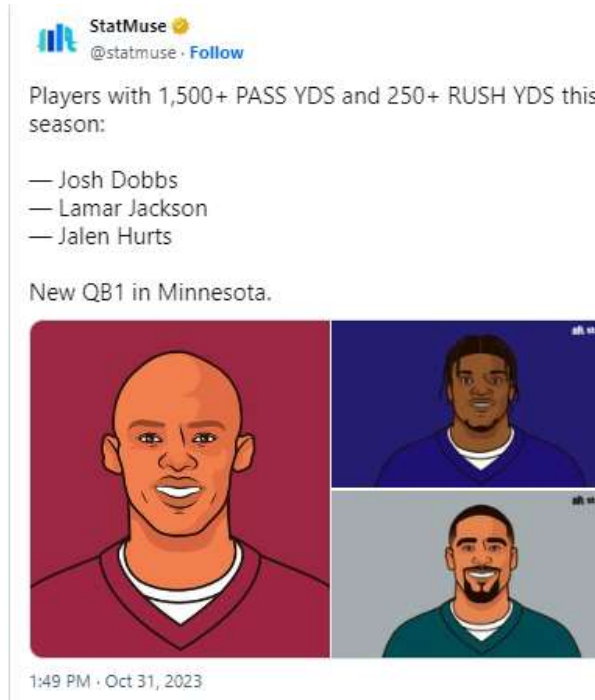 StatMuse
@statmuse · Follow
Players with 1,500+ PASS YDS and 250+ RUSH YDS this
season:
— Josh Dobbs
— Lamar Jackson
— Jalen Hurts
New QB1 in Minnesota.
1:49 PM · Oct 31, 2023